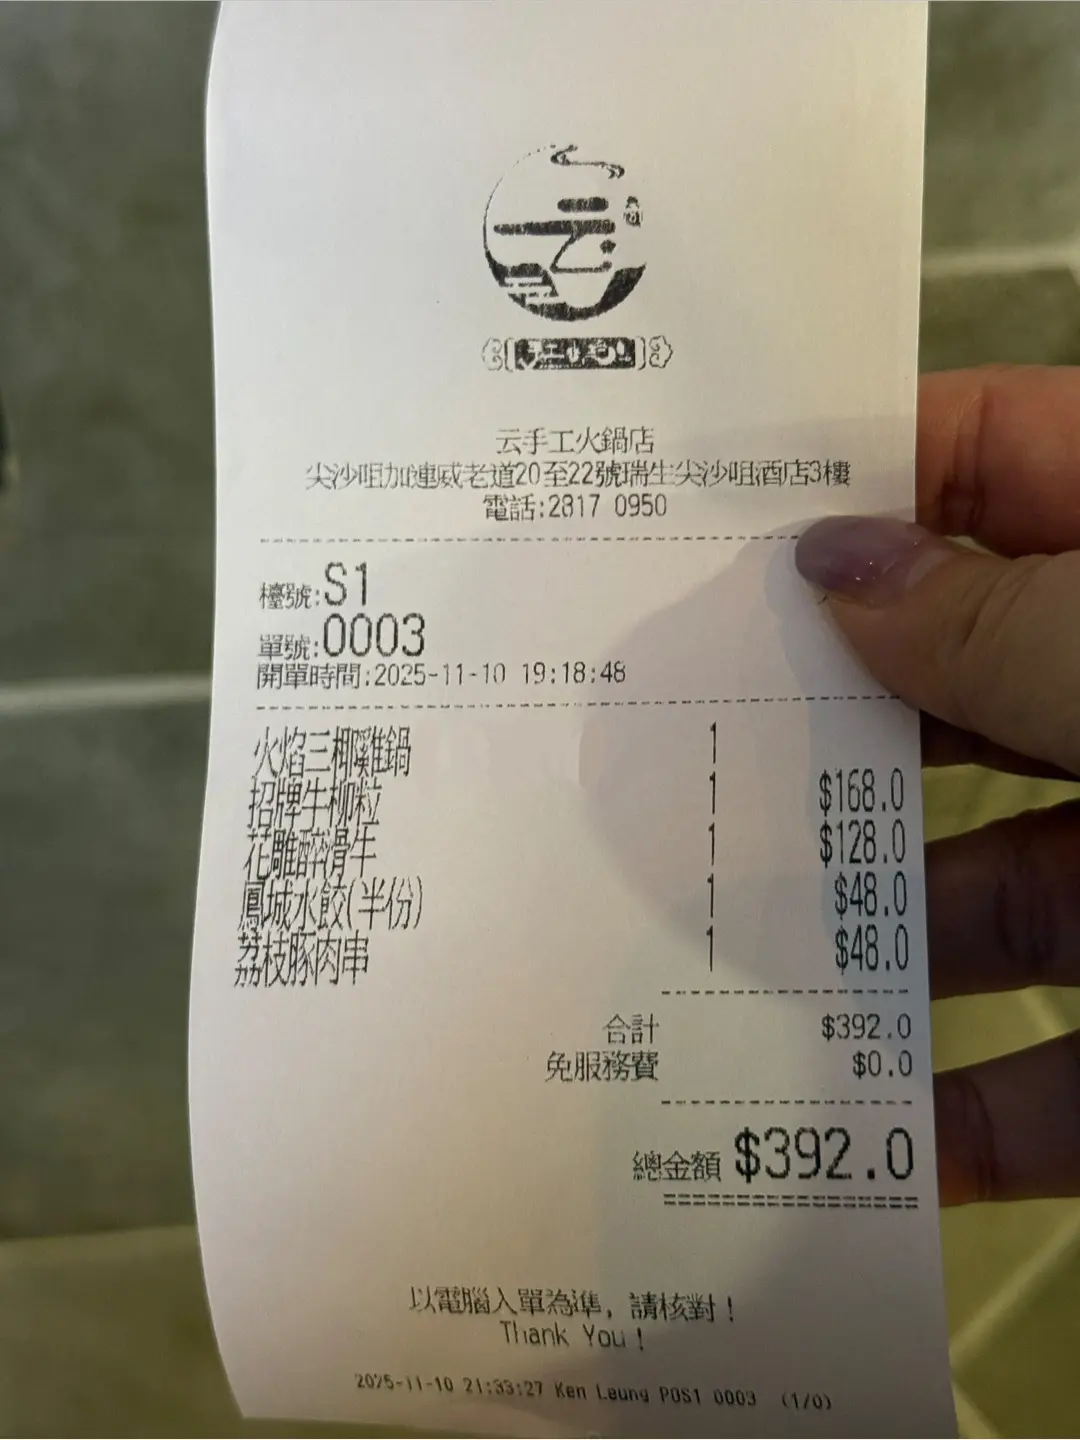 云
云手工火鍋店
尖沙咀加連威老道20至22號瑞生尖沙咀酒店3樓
電話:2817 0950
檯號:S1
單號:0003
開單時間:2025-11-10 19:18:48
火焰三椰雞鍋 1
招牌牛柳粒 1 $168.0
花雕醉滑牛 1 $128.0
鳳城水餃(半份) 1 $48.0
荔枝豚肉串 1 $48.0
合計 $392.0
免服務費 $0.0
總金額 $392.0
以電腦入單為準, 請核對!
Thank You!
2025-11-10 21:33:27 Ken Leung POS1 0003 (1/0)